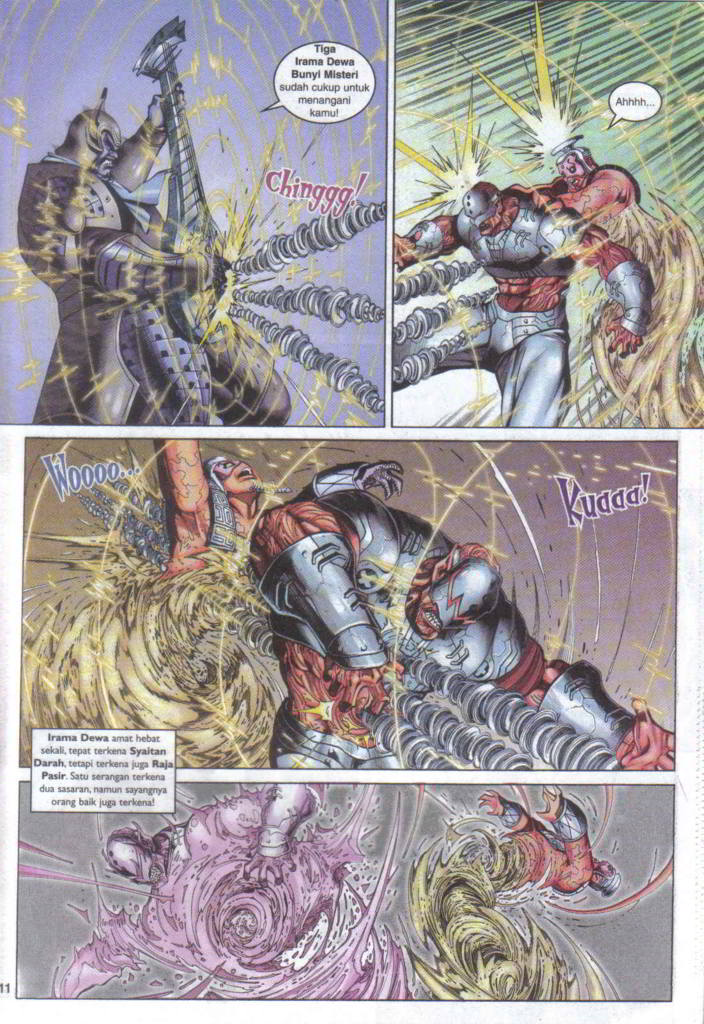 Tiga
Irama Dewa
Bunyi Misteri
sudah cukup untuk
menangani
kamu!
Chinggg!
Ahhhh...
Woooo...
Kuaaa!
Irama Dewa amat hebat
sekali, tepat terkena Syaitan
Darah, tetapi terkena juga Raja
Pasir. Satu serangan terkena
dua sasaran, namun sayangnya
orang baik juga terkena!
11